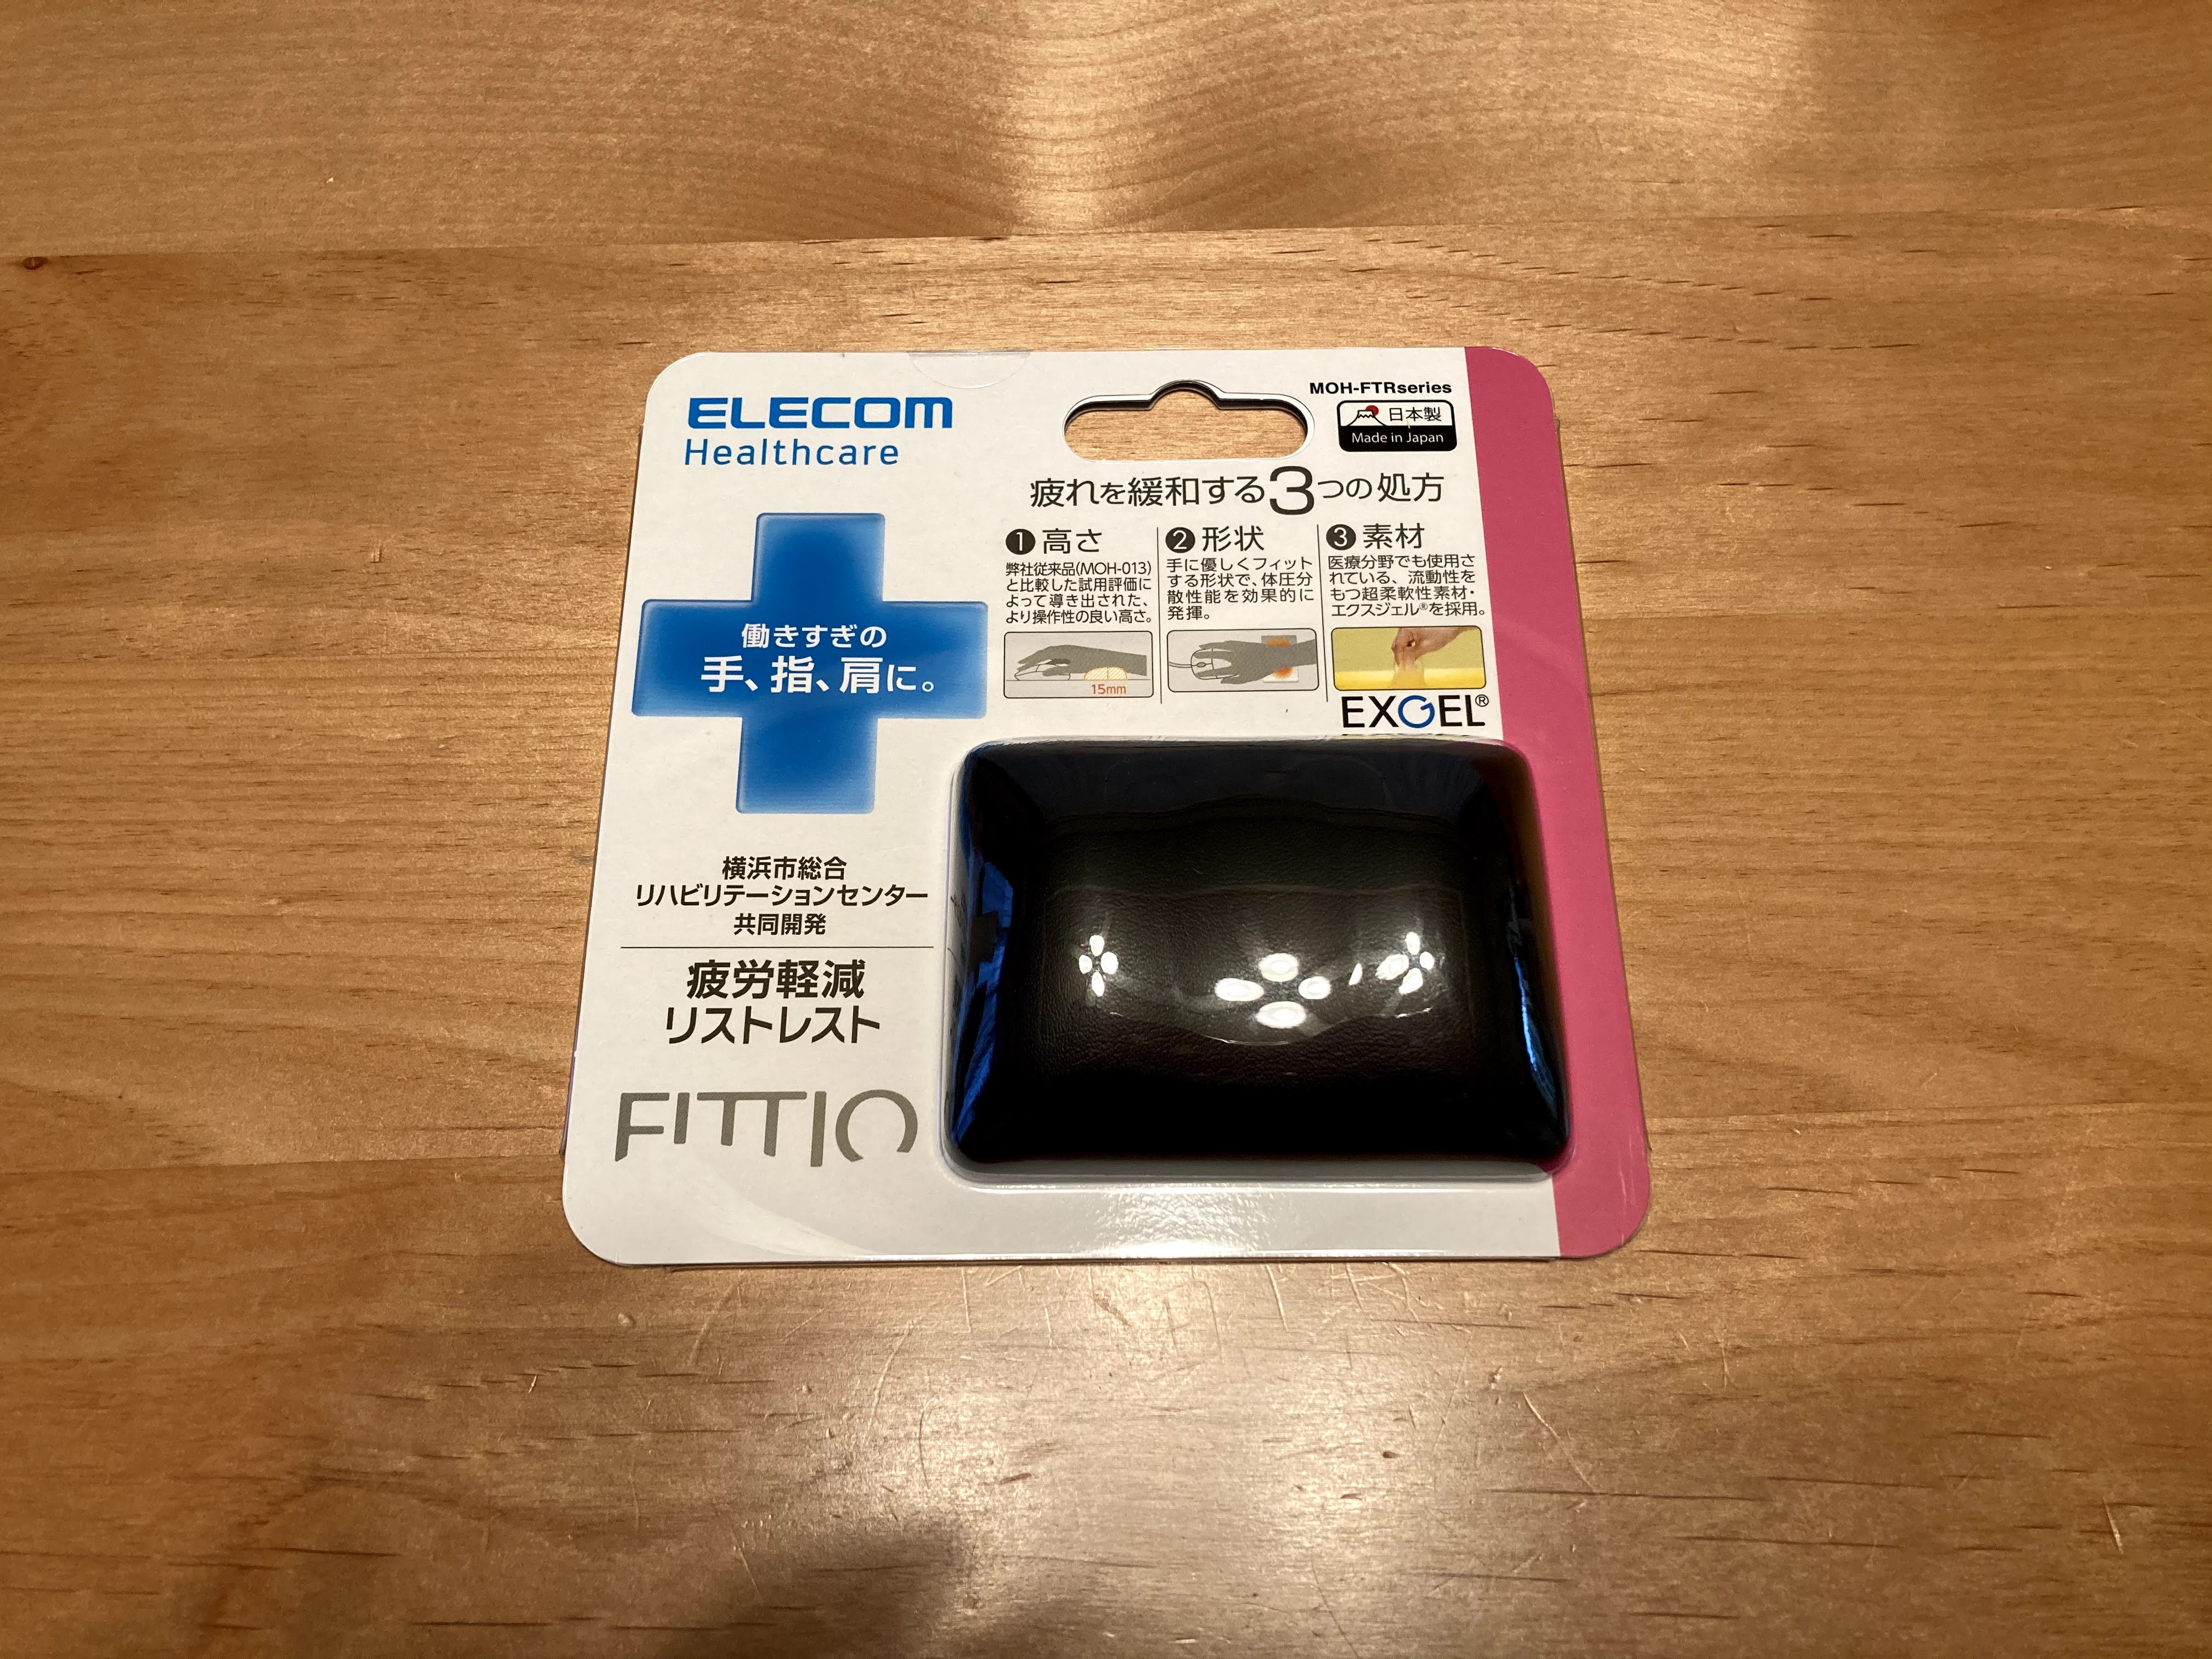 ELECOM
Healthcare
MOH-FTRseries
日本製
Made in Japan
疲れを緩和する3つの処方
1 高さ
弊社従来品(MOH-013)
と比較した試用評価に
よって導き出された、
より操作性の良い高さ。
15mm
2 形状
手に優しくフィット
する形状で、体圧分
散性能を効果的に
発揮。
3 素材
医療分野でも使用さ
れている、流動性を
もつ超柔軟性素材・
エクスジェル®を採用。
EXGEL®
働きすぎの
手、指、肩に。
横浜市総合
リハビリテーションセンター
共同開発
疲労軽減
リストレスト
FITTIO